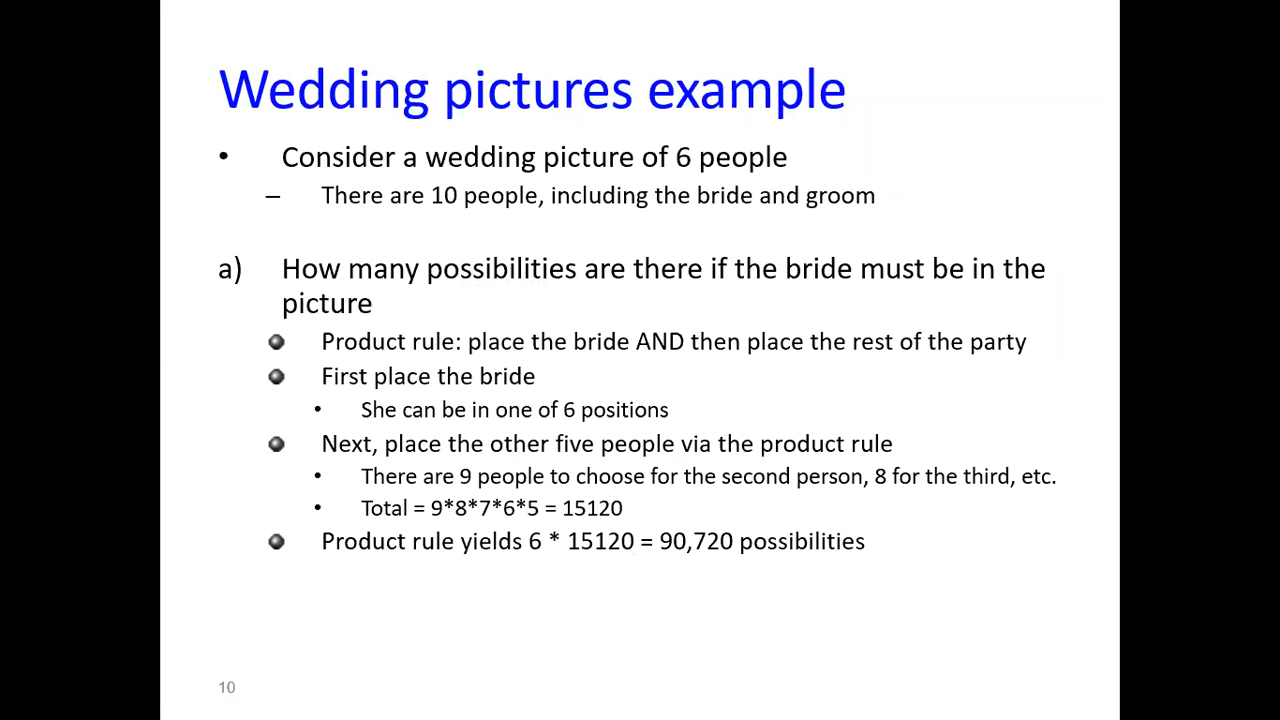 Wedding pictures example
• Consider a wedding picture of 6 people
– There are 10 people, including the bride and groom
a) How many possibilities are there if the bride must be in the
picture
Product rule: place the bride AND then place the rest of the party
First place the bride
• She can be in one of 6 positions
Next, place the other five people via the product rule
• There are 9 people to choose for the second person, 8 for the third, etc.
• Total = 9*8*7*6*5 = 15120
Product rule yields 6 * 15120 = 90,720 possibilities
10